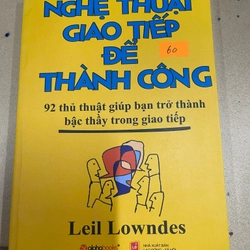 NGHỆ THUẬT
GIAO TIẾP
ĐỂ
60
THÀNH CÔNG
92 thủ thuật giúp bạn trở thành
bậc thầy trong giao tiếp
Leil Lowndes
alphabooks